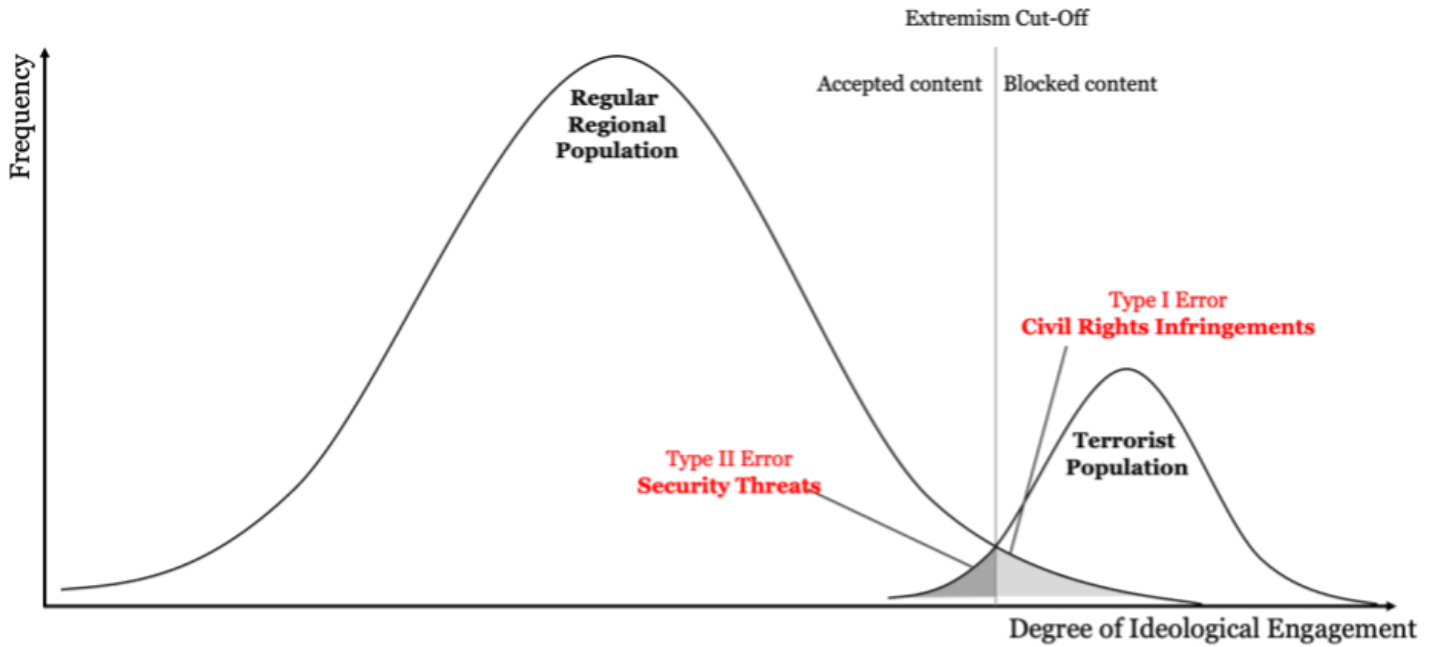 Extremism Cut-Off
Frequency
Accepted content
Blocked content
Regular
Regional
Population
Type I Error
Civil Rights Infringements
Terrorist
Population
Type II Error
Security Threats
Degree of Ideological Engagement